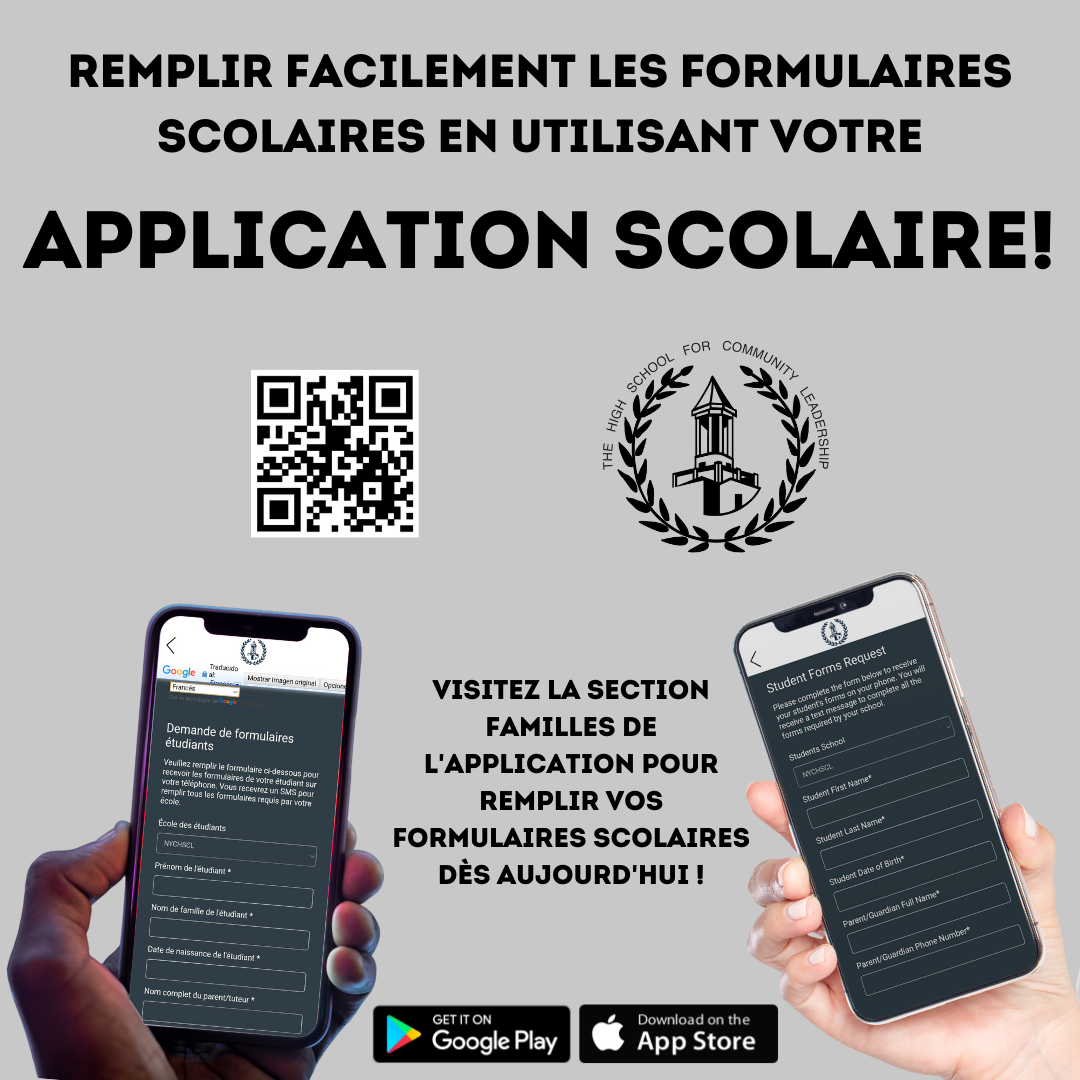 REMPLIR FACILEMENT LES FORMULAIRES
SCOLAIRES EN UTILISANT VOTRE
APPLICATION SCOLAIRE!
THE HIGH SCHOOL FOR COMMUNITY LEADERSHIP
Google
Traducido
al:
Mostrar imagen original
Opcione
Francés
Demande de formulaires
étudiants
Veuillez remplir le formulaire ci-dessous pour
recevoir les formulaires de votre étudiant sur
votre téléphone. Vous recevrez un SMS pour
remplir tous les formulaires requis par votre
école.
École des étudiants
NYCHSCL
Prénom de l'étudiant *
Nom de famille de l'étudiant *
Date de naissance de l'étudiant *
Nom complet du parent/tuteur *
VISITEZ LA SECTION
FAMILLES DE
L'APPLICATION POUR
REMPLIR VOS
FORMULAIRES SCOLAIRES
DÈS AUJOURD'HUI !
Student Forms Request
Please complete the form below to receive
your student's forms on your phone. You will
receive a text message to complete all the
forms required by your school.
Students School
NYCHSCL
Student First Name*
Student Last Name*
Student Date of Birth*
Parent/Guardian Full Name*
Parent/Guardian Phone Number*
GET IT ON
Google Play
Download on the
App Store